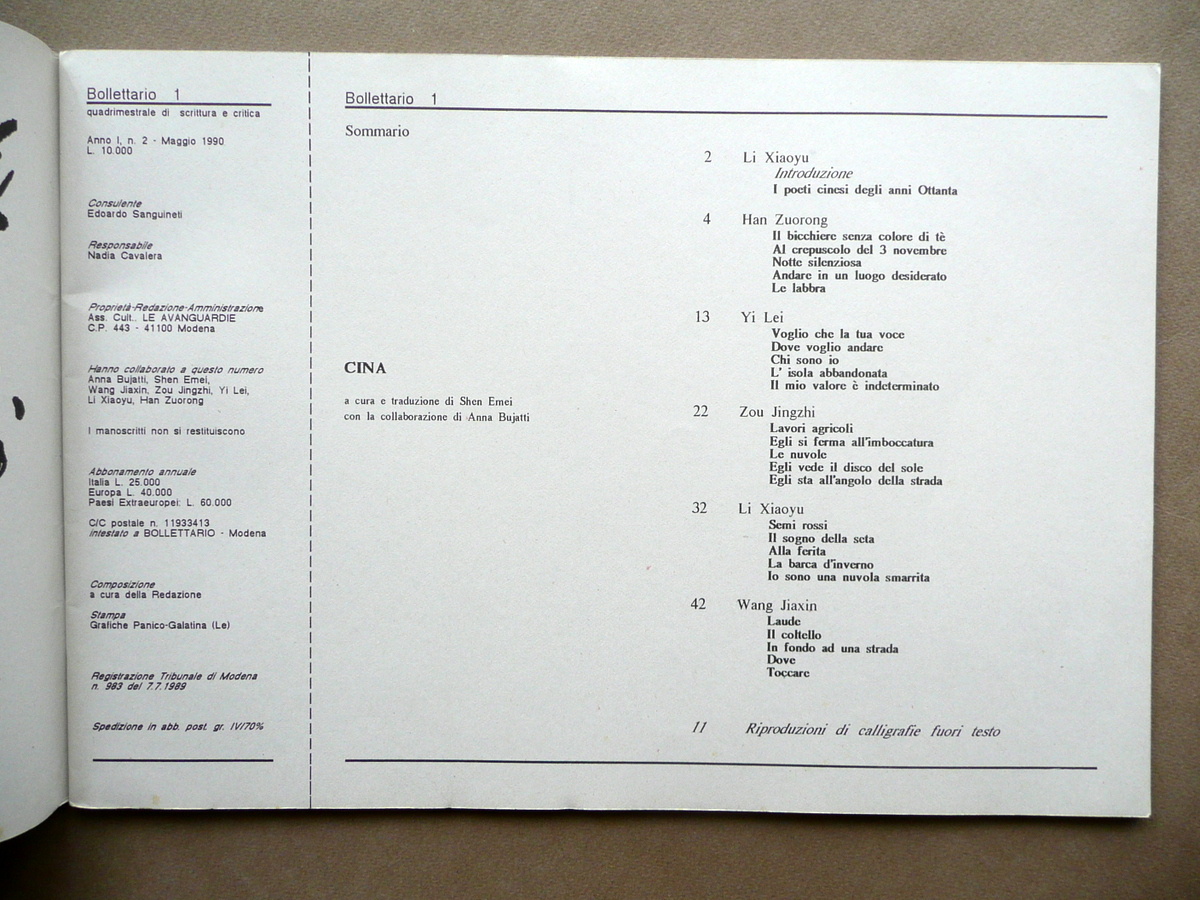 Bollettario 1
quadrimestrale di scrittura e critica
Anno I, n. 2 - Maggio 1990
L. 10.000
Consulente
Edoardo Sanguineti
Responsabile
Nadia Cavalera
Proprietà-Redazione-Amministrazione
Ass. Cult.. LE AVANGUARDIE
C.P. 443 - 41100 Modena
Hanno collaborato a questo numero
Anna Bujatti, Shen Emei,
Wang Jiaxin, Zou Jingzhi, Yi Lei,
Li Xiaoyu, Han Zuorong
I manoscritti non si restituiscono
Abbonamento annuale
Italia L. 25.000
Europa L. 40.000
Paesi Extraeuropei: L. 60.000
C/C postale n. 11933413
intestato a BOLLETTARIO - Modena
Composizione
a cura della Redazione
Stampa
Grafiche Panico-Galatina (Le)
Registrazione Tribunale di Modena
n. 983 del 7.7.1989
Spedizione in abb. post. gr. IV/70%
Bollettario 1
Sommario
CINA
a cura e traduzione di Shen Emei
con la collaborazione di Anna Bujatti
2 Li Xiaoyu
Introduzione
I poeti cinesi degli anni Ottanta
4 Han Zuorong
Il bicchiere senza colore di tè
Al crepuscolo del 3 novembre
Notte silenziosa
Andare in un luogo desiderato
Le labbra
13 Yi Lei
Voglio che la tua voce
Dove voglio andare
Chi sono io
L' isola abbandonata
Il mio valore è indeterminato
22 Zou Jingzhi
Lavori agricoli
Egli si ferma all'imboccatura
Le nuvole
Egli vede il disco del sole
Egli sta all'angolo della strada
32 Li Xiaoyu
Semi rossi
Il sogno della seta
Alla ferita
La barca d'inverno
Io sono una nuvola smarrita
42 Wang Jiaxin
Laude
Il coltello
In fondo ad una strada
Dove
Toccare
11 Riproduzioni di calligrafie fuori testo